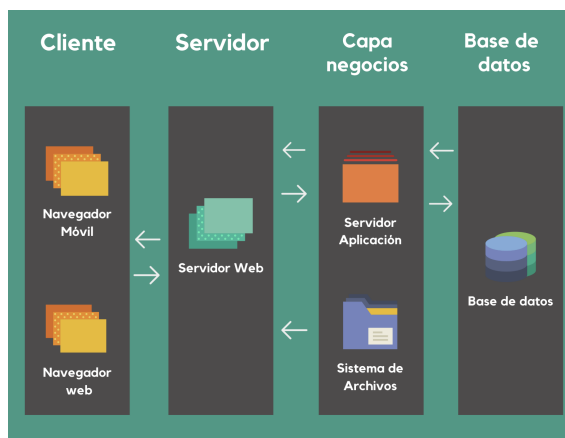 Cliente
Servidor
Capa
negocios
Base de
datos
Navegador
Móvil
Navegador
web
Servidor Web
Servidor
Aplicación
Sistema de
Archivos
Base de datos